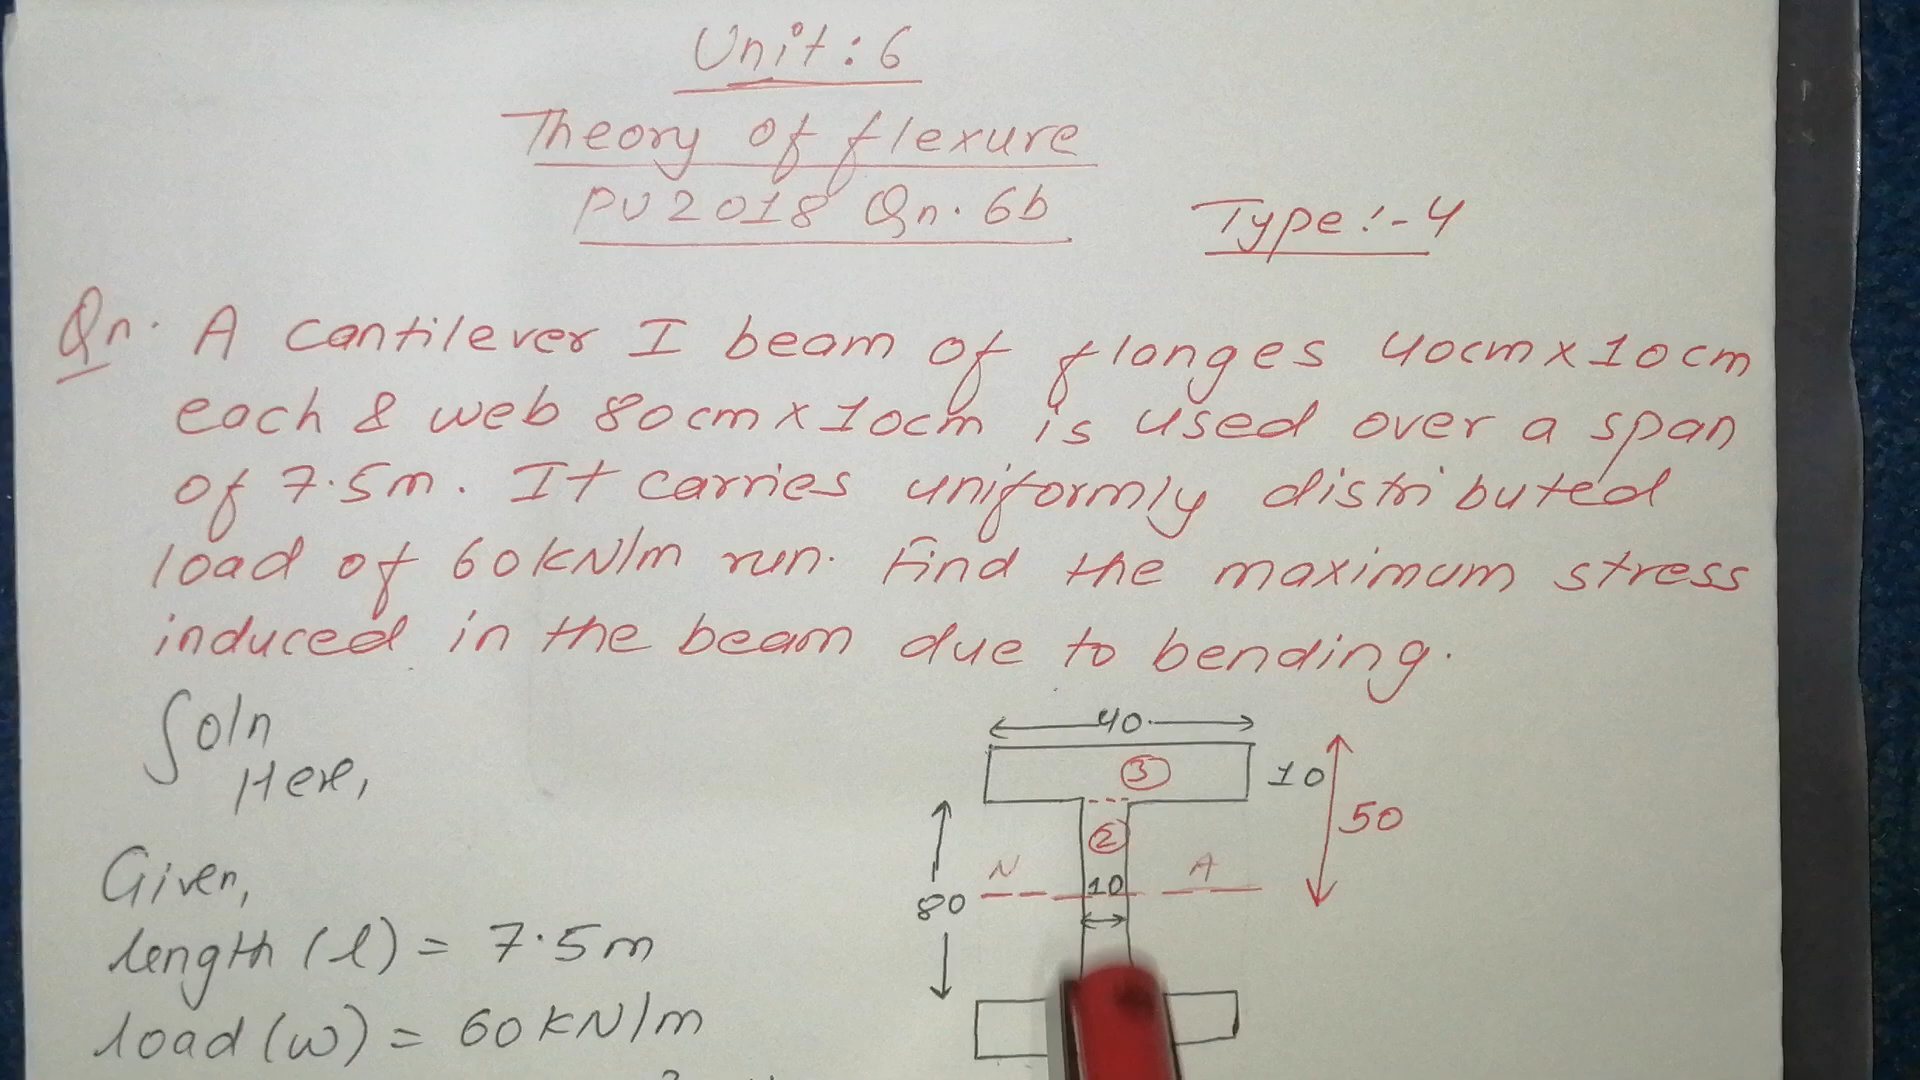 Unit: 6
Theory of flexure
PU 2018 Qn. 6b
Type:-4
Qn. A cantilever I beam of flanges 40cm x 10cm
each & web 80cm x 10cm is used over a span
of 7.5m. It carries uniformly distributed
load of 60kN/m run. Find the maximum stress
induced in the beam due to bending.
Soln
Here,
40
3
10
50
2
N
A
10
80
Given,
length (l) = 7.5m
load (w) = 60 kN/m